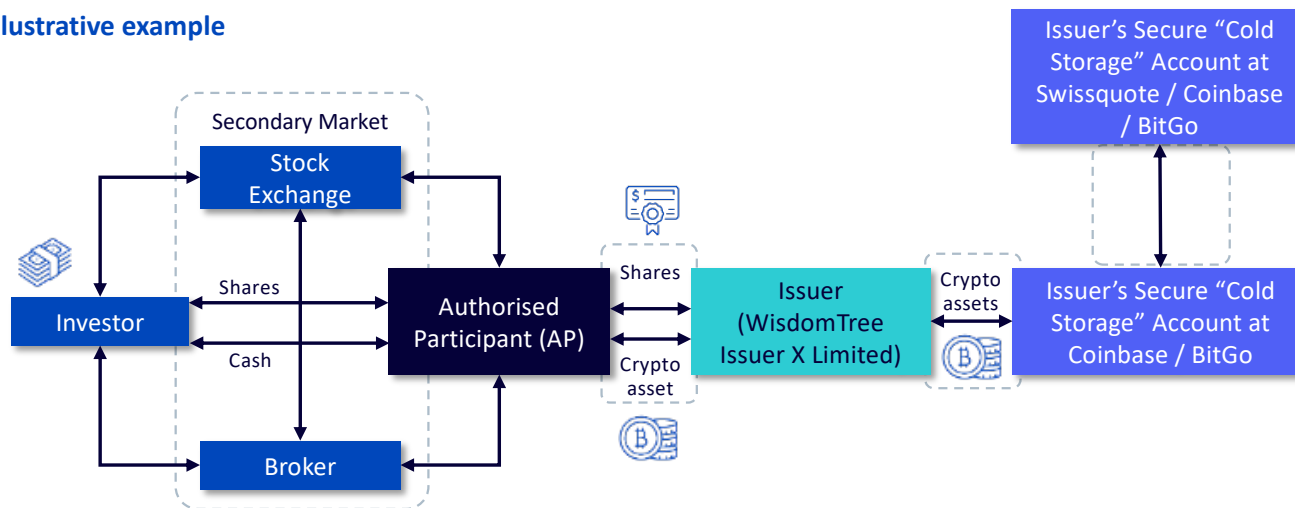 lustrative example
Issuer’s Secure “Cold
Storage” Account at
Swissquote / Coinbase
/ BitGo
Secondary Market
Stock
Exchange
$
Shares
Shares
Investor
Cash
Authorised
Participant (AP)
Crypto
asset
Issuer
(WisdomTree
Issuer X Limited)
Crypto
assets
Issuer’s Secure “Cold
Storage” Account at
Coinbase / BitGo
Broker